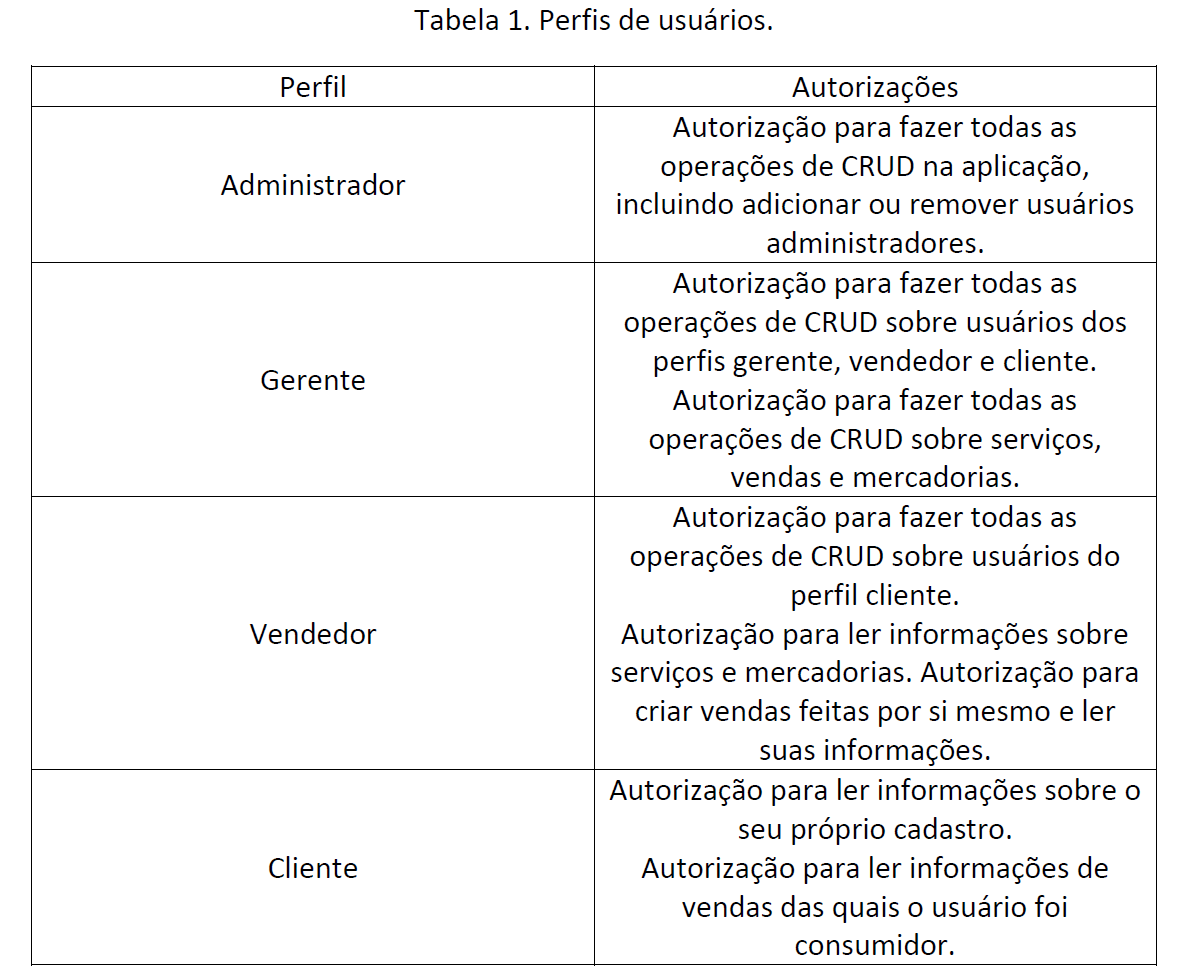 Tabela 1. Perfis de usuários.
Perfil
Autorizações
Administrador
Autorização para fazer todas as
operações de CRUD na aplicação,
incluindo adicionar ou remover usuários
administradores.
Gerente
Autorização para fazer todas as
operações de CRUD sobre usuários dos
perfis gerente, vendedor e cliente.
Autorização para fazer todas as
operações de CRUD sobre serviços,
vendas e mercadorias.
Vendedor
Autorização para fazer todas as
operações de CRUD sobre usuários do
perfil cliente.
Autorização para ler informações sobre
serviços e mercadorias. Autorização para
criar vendas feitas por si mesmo e ler
suas informações.
Cliente
Autorização para ler informações sobre o
seu próprio cadastro.
Autorização para ler informações de
vendas das quais o usuário foi
consumidor.